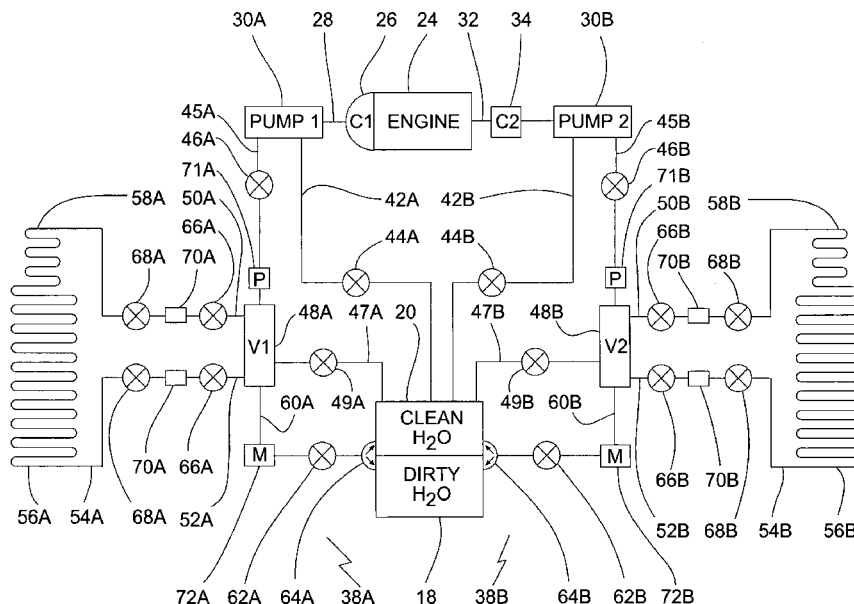 30A 28 26 24 32 34 30B
PUMP 1 C1 ENGINE C2 PUMP 2
45A 45B
46A 46B
71A 71B
58A 50A 42A 42B 50B 58B
66A 66B
68A 70A 44A 44B 70B 68B
P P
48A 47A 20 47B 48B
V1 V2
49A 49B
60A CLEAN 60B
H₂O
M DIRTY M
H₂O
70A 66A 66B 70B
56A 54A 68A 52A 52B 68B 54B 56B
72A 62A 64A 38A 18 38B 64B 62B 72B